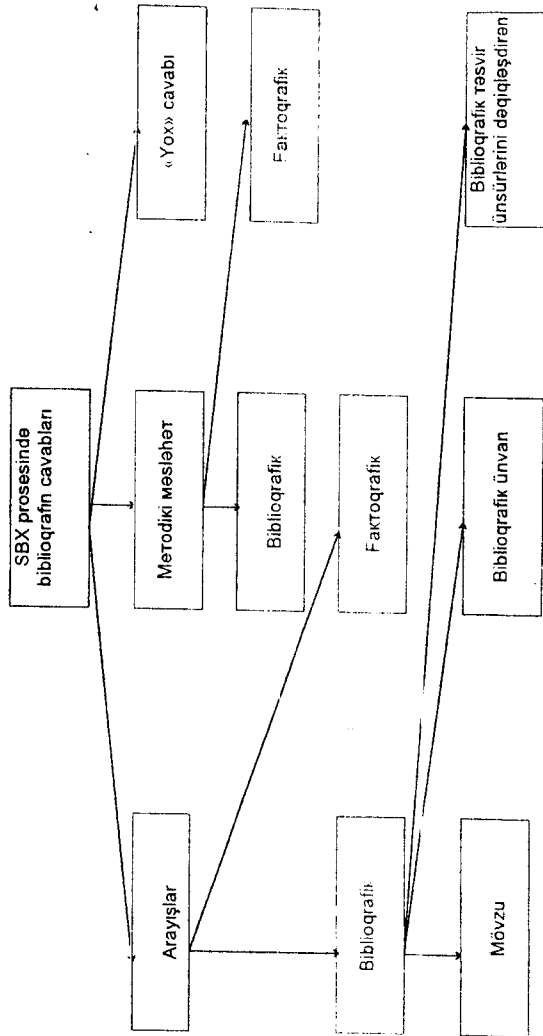 SBX prosesində
biblioqrafın cavabları
Arayışlar
Metodiki məsləhət
«Yox» cavabı
Biblioqrafik
Faktoqrafik
Biblioqrafik
Faktoqrafik
Mövzu
Biblioqrafik ünvan
Biblioqrafik təsvir
ünsürlərini dəqiqləşdirən